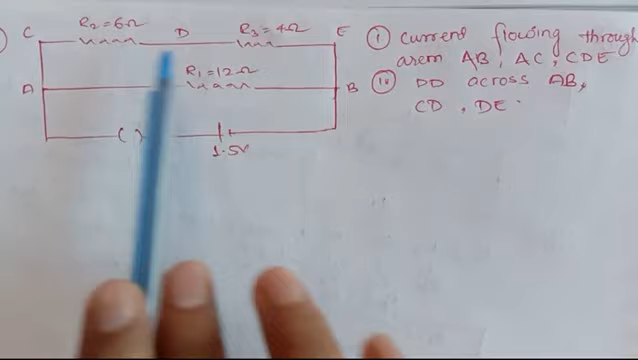 C R₂=6Ω D R₃=4Ω E
R₁=12Ω
A B
( )
1.5V
(i) current flowing through
arem AB, AC, CDE
(ii) DD across AB,
CD, DE.